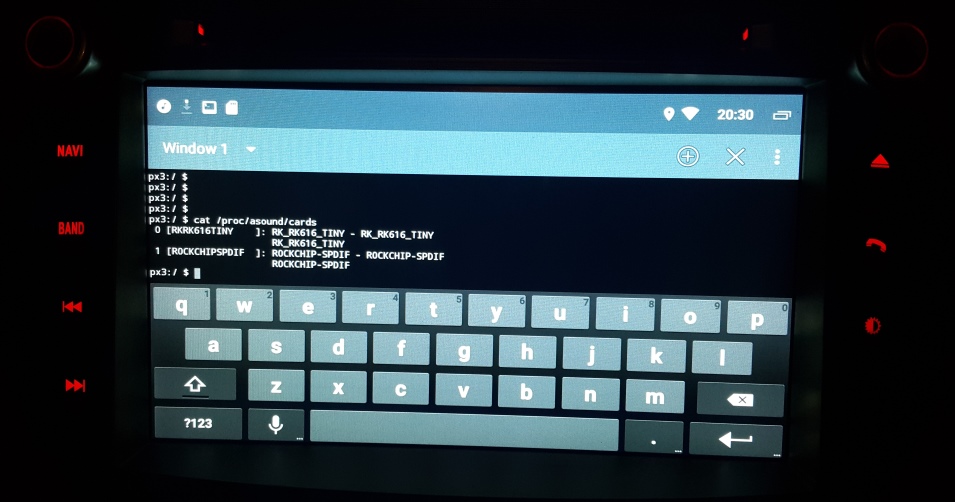 20:30
NAVI
BAND
Window 1
px3:/ $
px3:/ $
px3:/ $
px3:/ $
px3:/ $ cat /proc/asound/cards
0 [RKRK616TINY    ]: RK_RK616_TINY - RK_RK616_TINY
RK_RK616_TINY
1 [ROCKCHIPSPDIF  ]: ROCKCHIP-SPDIF - ROCKCHIP-SPDIF
ROCKCHIP-SPDIF
px3:/ $
1 2 3 4 5 6 7 8 9 0
q w e r t y u i o p
a s d f g h j k l
z x c v b n m
?123 . ...